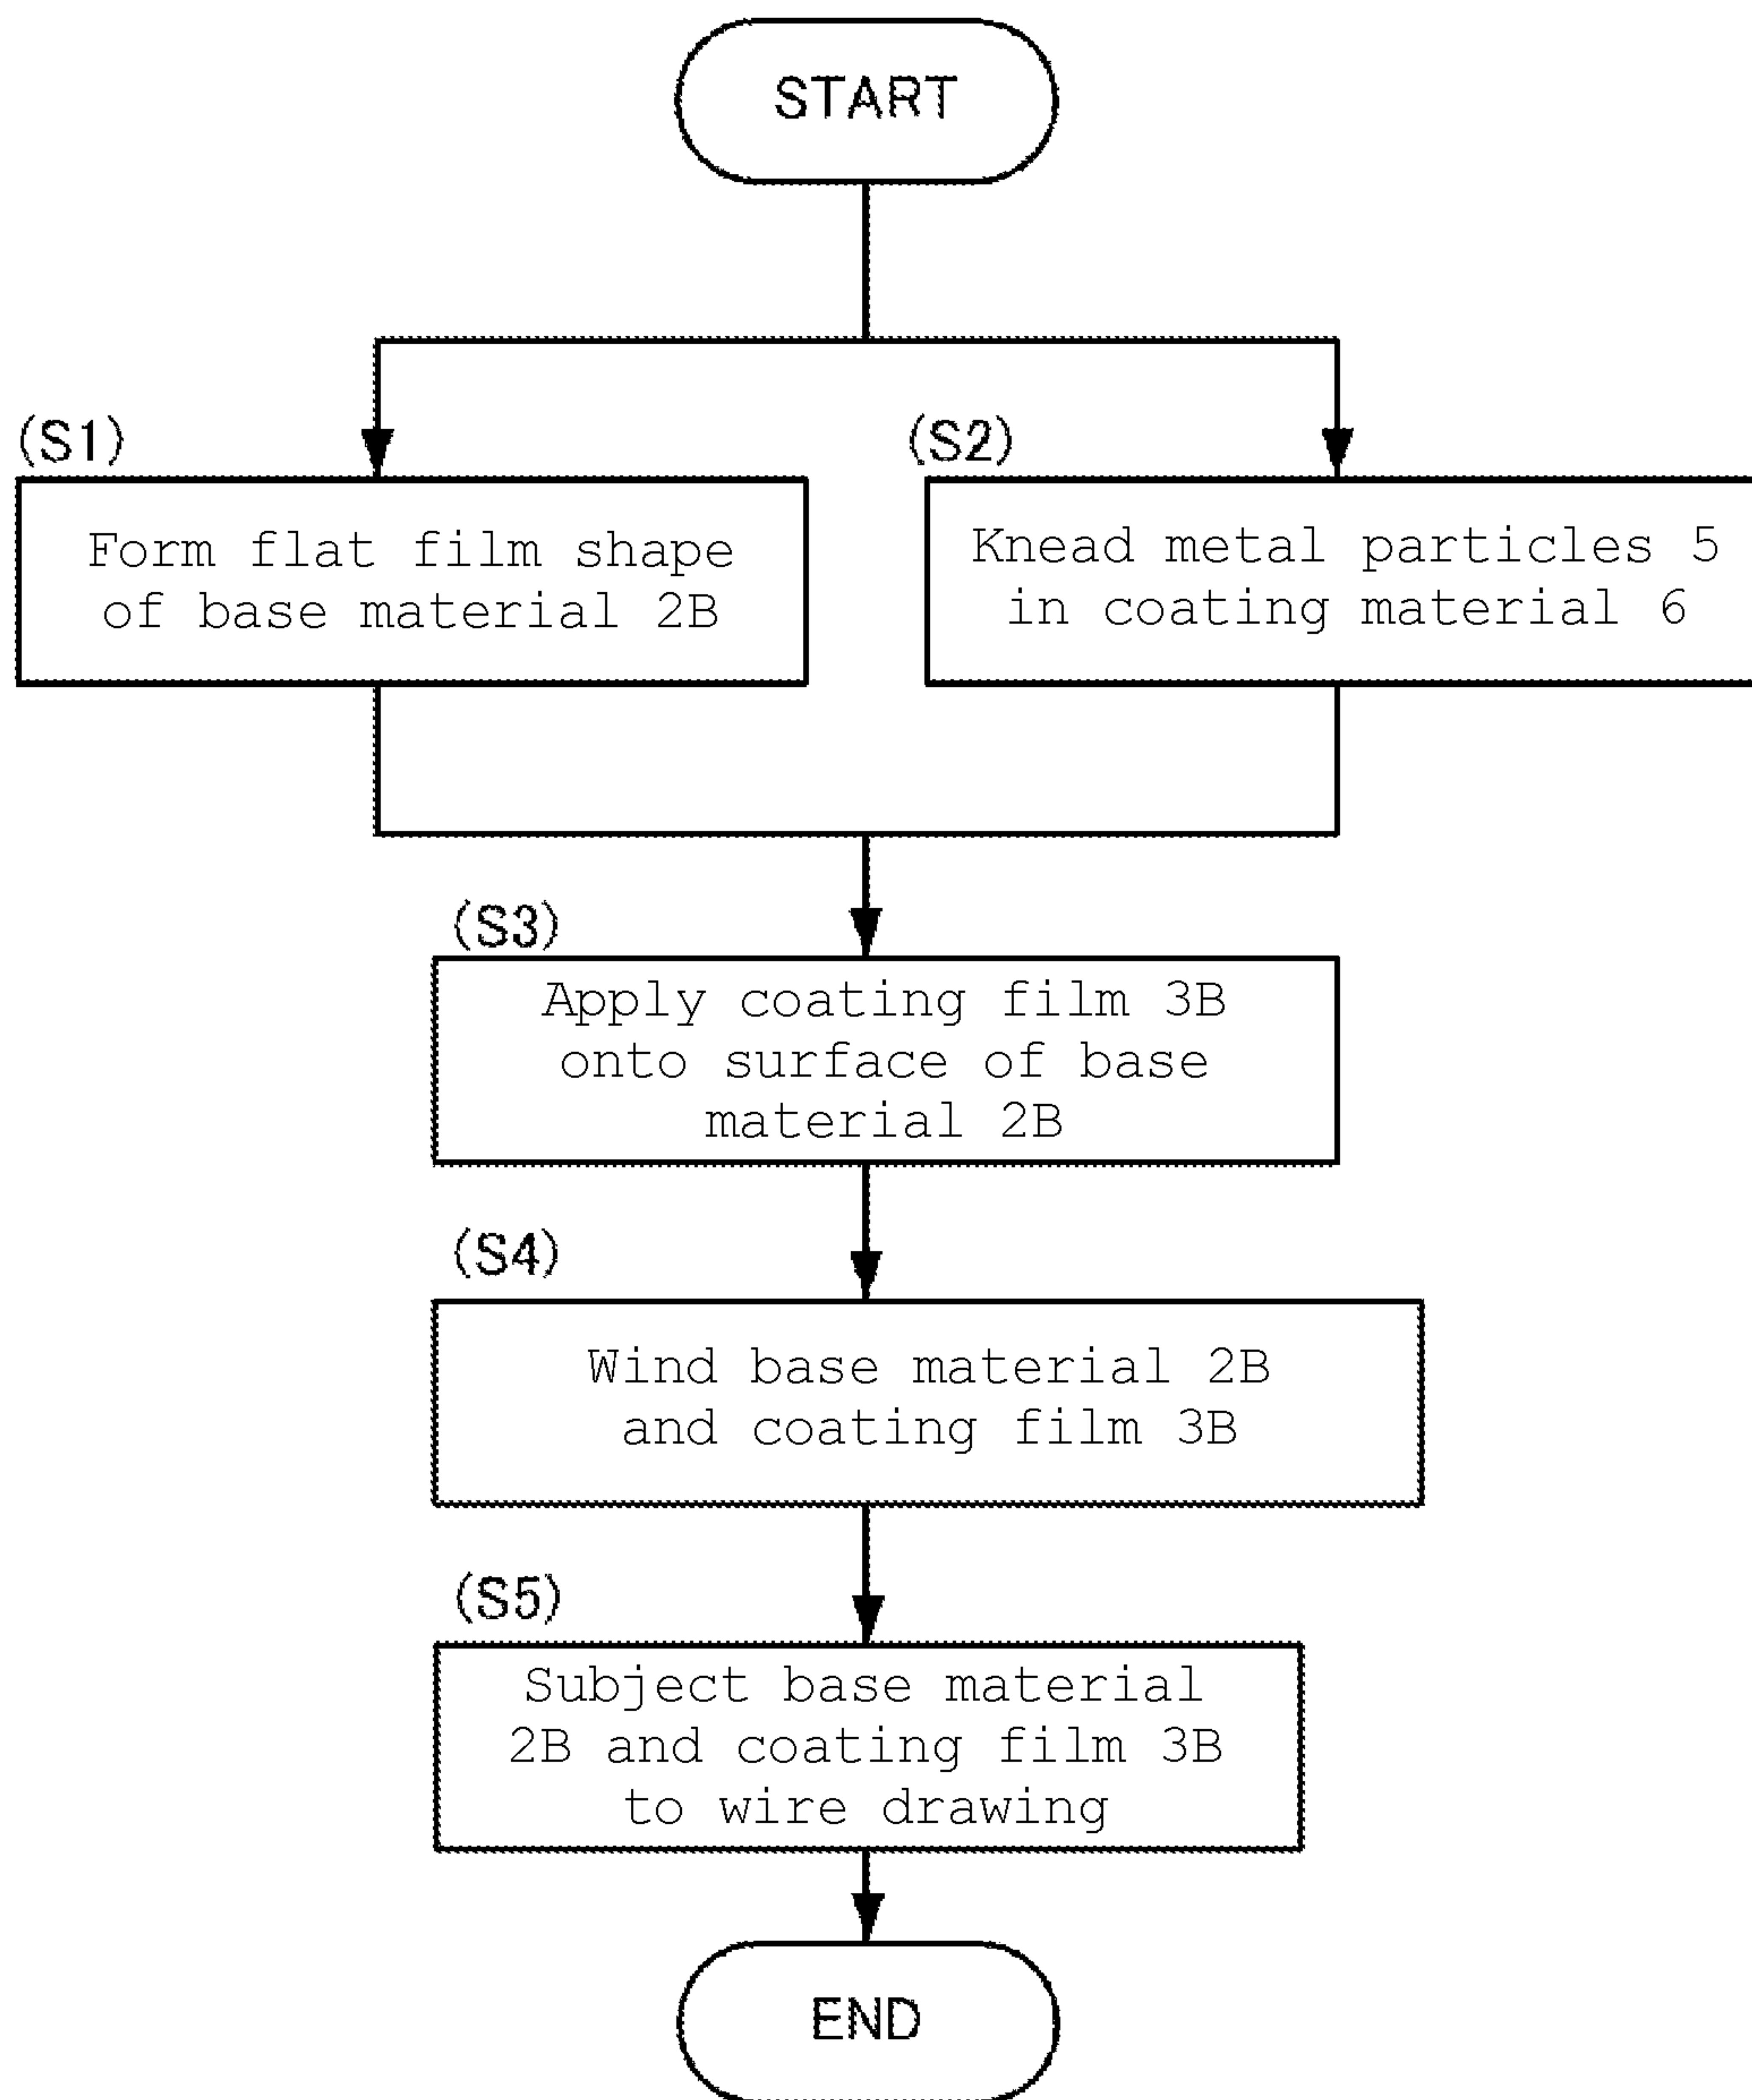 START
(S1)
Form flat film shape
of base material 2B
(S2)
Knead metal particles 5
in coating material 6
(S3)
Apply coating film 3B
onto surface of base
material 2B
(S4)
Wind base material 2B
and coating film 3B
(S5)
Subject base material
2B and coating film 3B
to wire drawing
END